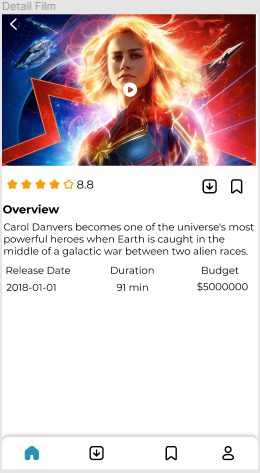 Detail Film
8.8
Overview
Carol Danvers becomes one of the universe's most
powerful heroes when Earth is caught in the
middle of a galactic war between two alien races.
Release Date Duration Budget
2018-01-01 91 min $5000000